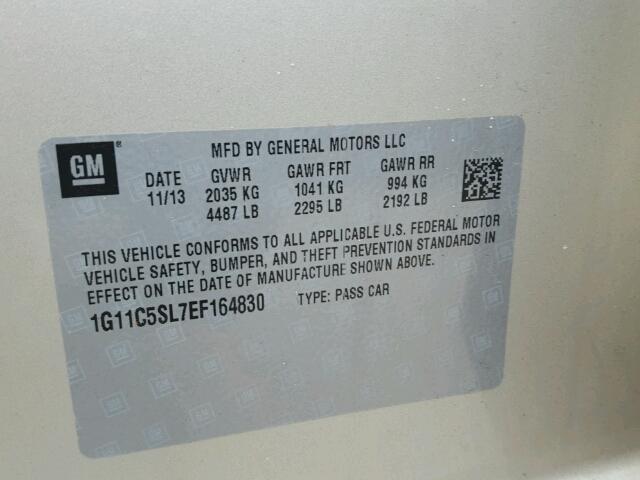 GM ®
MFD BY GENERAL MOTORS LLC
DATE GVWR GAWR FRT GAWR RR
11/13 2035 KG 1041 KG 994 KG
4487 LB 2295 LB 2192 LB
THIS VEHICLE CONFORMS TO ALL APPLICABLE U.S. FEDERAL MOTOR
VEHICLE SAFETY, BUMPER, AND THEFT PREVENTION STANDARDS IN
EFFECT ON THE DATE OF MANUFACTURE SHOWN ABOVE.
1G11C5SL7EF164830 TYPE: PASS CAR